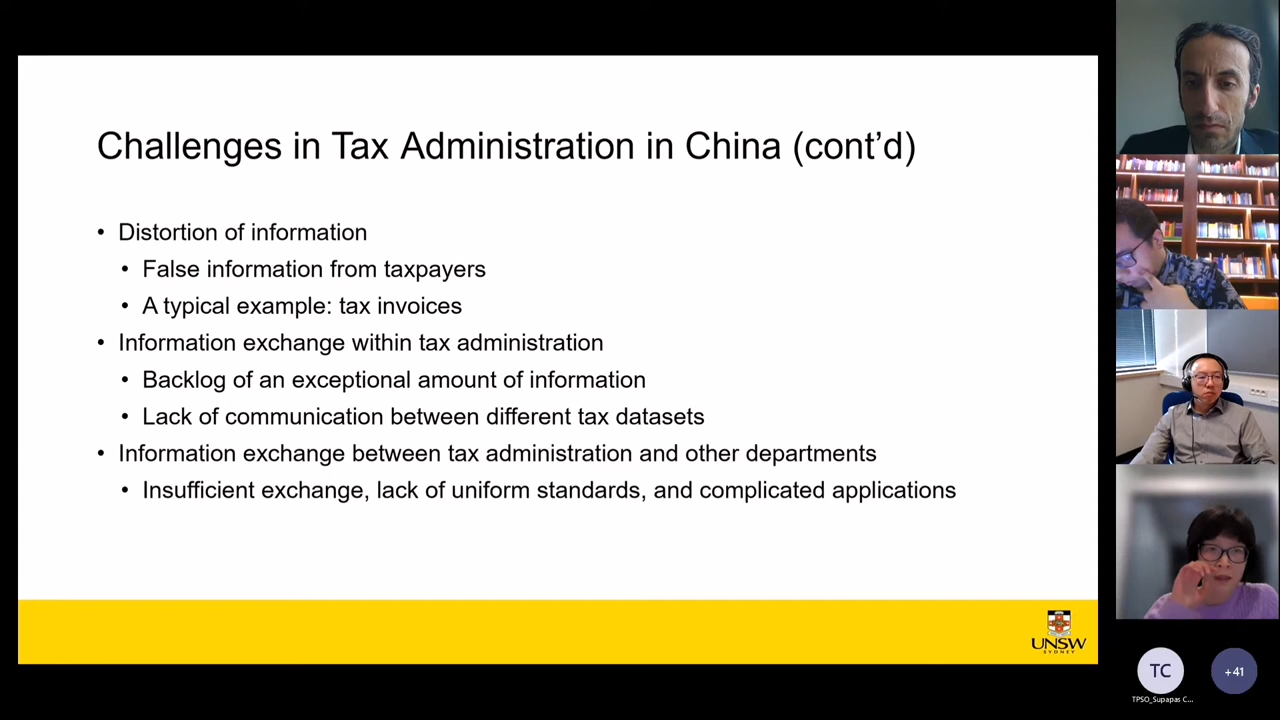 Challenges in Tax Administration in China (cont’d)
• Distortion of information
• False information from taxpayers
• A typical example: tax invoices
• Information exchange within tax administration
• Backlog of an exceptional amount of information
• Lack of communication between different tax datasets
• Information exchange between tax administration and other departments
• Insufficient exchange, lack of uniform standards, and complicated applications
UNSW
SYDNEY
TC
+41
TPSO_Supapas C...